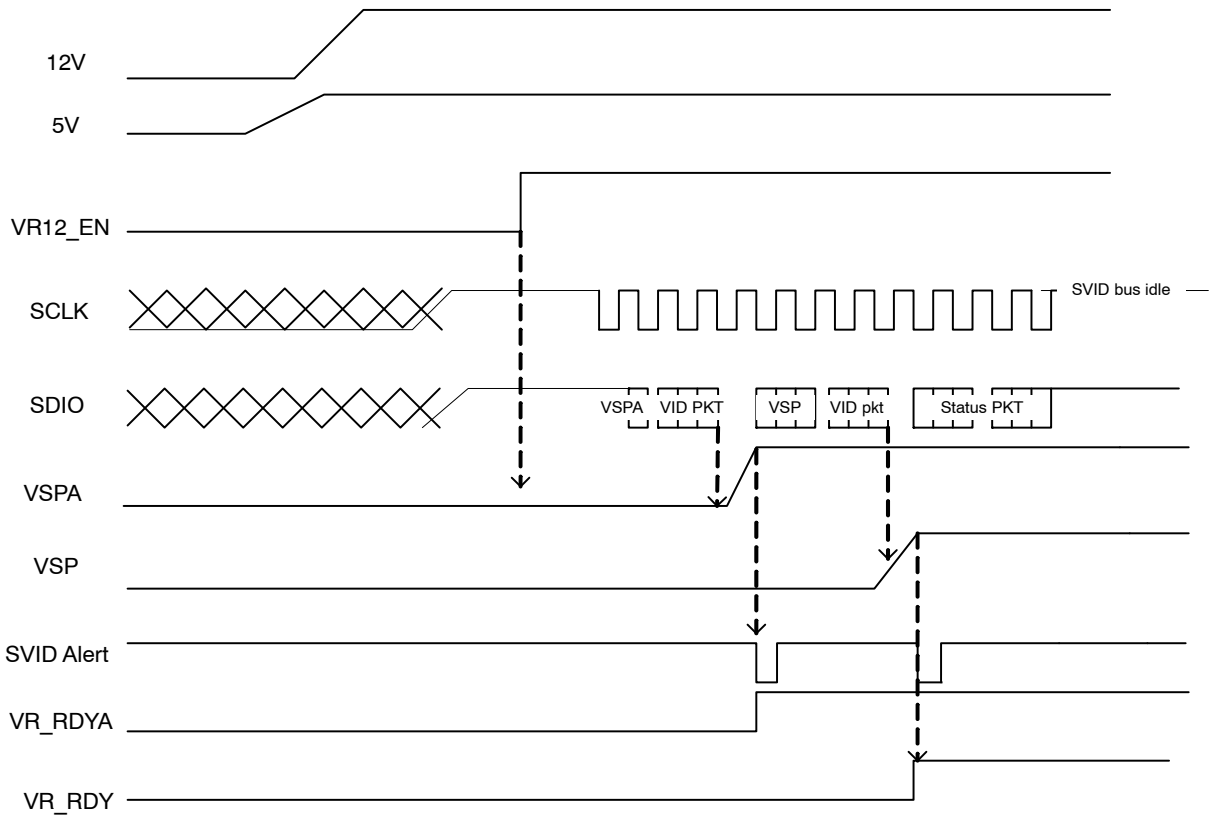 12V
5V
VR12_EN
SCLK
SVID bus idle
SDIO
VSPA
VID PKT
VSP
VID pkt
Status PKT
VSPA
VSP
SVID Alert
VR_RDYA
VR_RDY